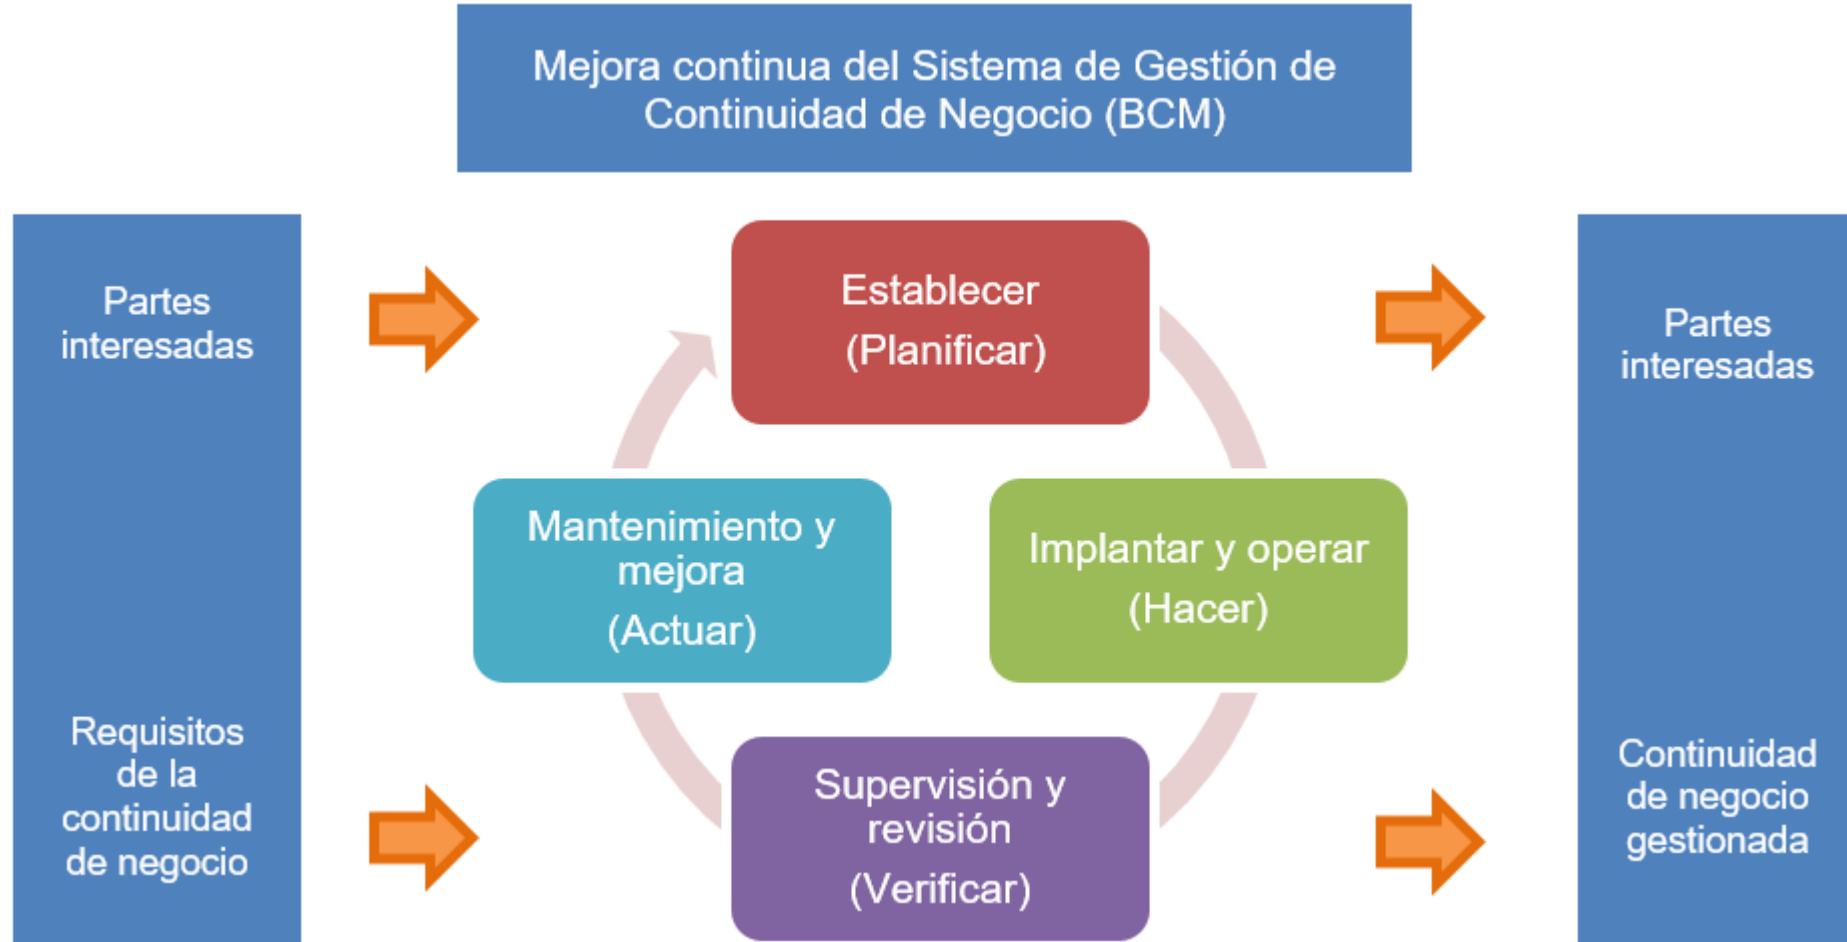 Mejora continua del Sistema de Gestión de
Continuidad de Negocio (BCM)
Partes
interesadas
Requisitos
de la
continuidad
de negocio
Establecer
(Planificar)
Mantenimiento y
mejora
(Actuar)
Implantar y operar
(Hacer)
Supervisión y
revisión
(Verificar)
Partes
interesadas
Continuidad
de negocio
gestionada